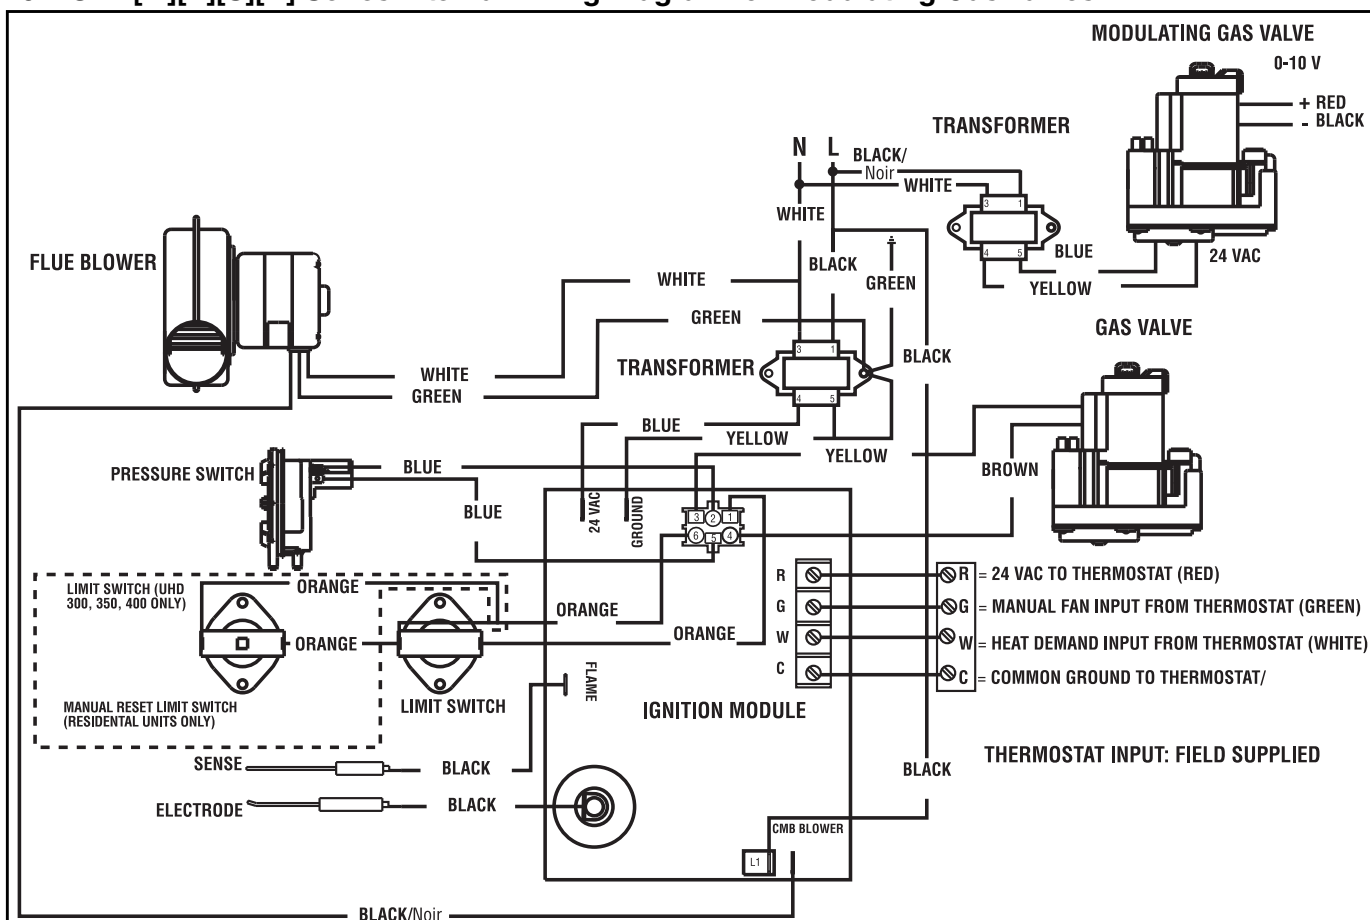 MODULATING GAS VALVE
0-10 V
+ RED
- BLACK
TRANSFORMER
N L
BLACK/
Noir
WHITE
3 1
WHITE
4 5
BLUE
24 VAC
YELLOW
FLUE BLOWER
BLACK
GREEN
WHITE
GREEN
GAS VALVE
3 1
BLACK
TRANSFORMER
WHITE
GREEN
4 5
BLUE
YELLOW
YELLOW
BROWN
PRESSURE SWITCH
BLUE
BLUE
24 VAC
GROUND
3 2 1
6 5 4
LIMIT SWITCH (UHD
300, 350, 400 ONLY)
ORANGE
ORANGE
ORANGE
ORANGE
R
G
W
C
R = 24 VAC TO THERMOSTAT (RED)
G = MANUAL FAN INPUT FROM THERMOSTAT (GREEN)
W = HEAT DEMAND INPUT FROM THERMOSTAT (WHITE)
C = COMMON GROUND TO THERMOSTAT/
FLAME
MANUAL RESET LIMIT SWITCH
(RESIDENTAL UNITS ONLY)
LIMIT SWITCH
IGNITION MODULE
THERMOSTAT INPUT: FIELD SUPPLIED
SENSE
BLACK
BLACK
ELECTRODE
BLACK
CMB BLOWER
L1
BLACK/Noir